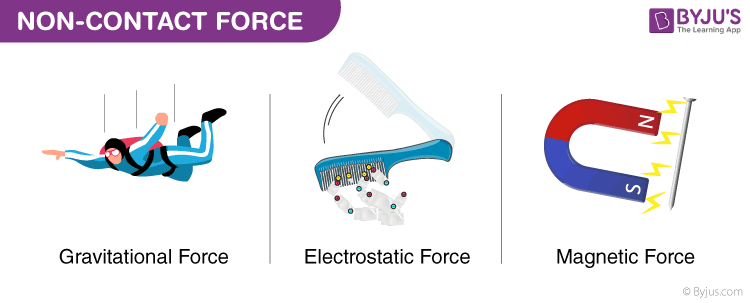 NON-CONTACT FORCE
BYJU'S
The Learning App
N
S
Gravitational Force
Electrostatic Force
Magnetic Force
© Byjus.com